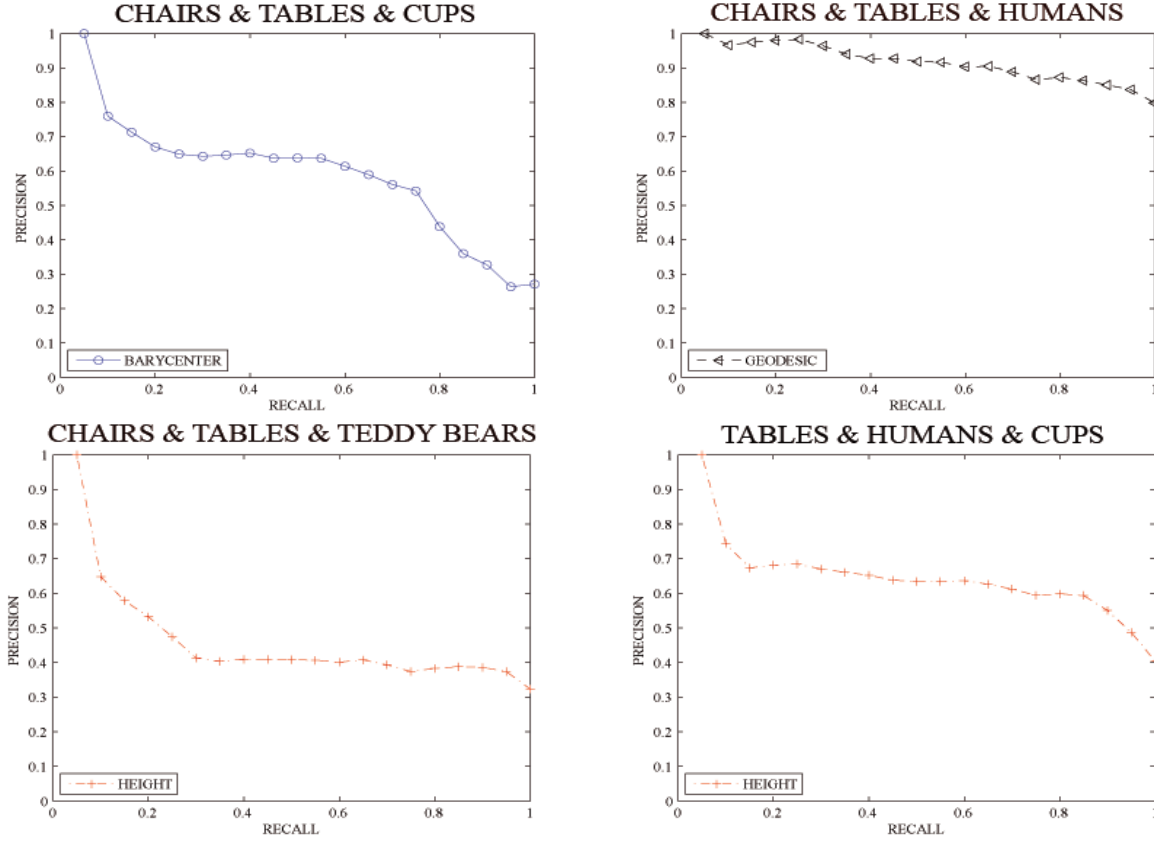 CHAIRS & TABLES & CUPS
1
0.9
0.8
0.7
0.6
0.5
0.4
0.3
0.2
0.1
0
PRECISION
BARYCENTER
0 0.2 0.4 0.6 0.8 1
RECALL
CHAIRS & TABLES & HUMANS
1
0.9
0.8
0.7
0.6
0.5
0.4
0.3
0.2
0.1
0
PRECISION
GEODESIC
0 0.2 0.4 0.6 0.8 1
RECALL
CHAIRS & TABLES & TEDDY BEARS
1
0.9
0.8
0.7
0.6
0.5
0.4
0.3
0.2
0.1
0
PRECISION
HEIGHT
0 0.2 0.4 0.6 0.8 1
RECALL
TABLES & HUMANS & CUPS
1
0.9
0.8
0.7
0.6
0.5
0.4
0.3
0.2
0.1
0
PRECISION
HEIGHT
0 0.2 0.4 0.6 0.8 1
RECALL